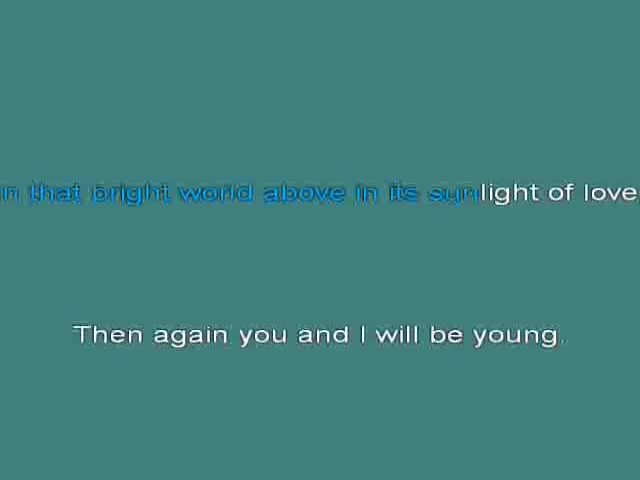 n that bright world above in its sunlight of love
Then again you and I will be young.